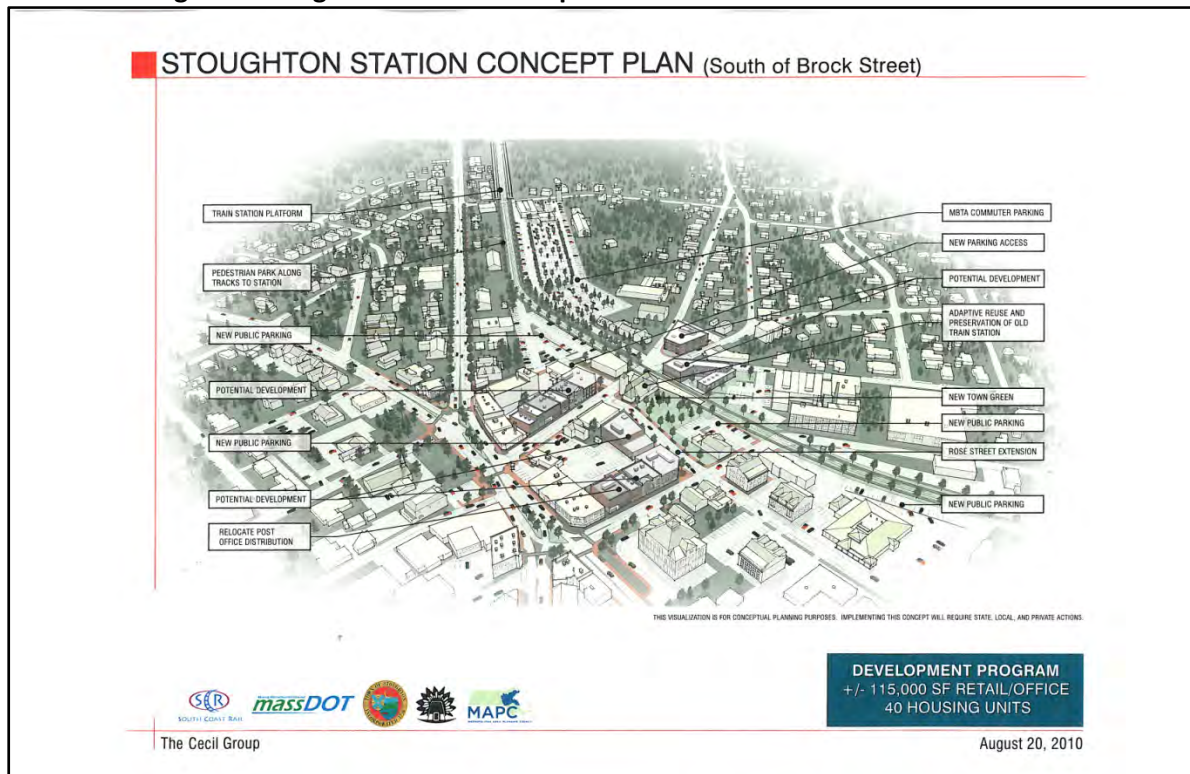 STOUGHTON STATION CONCEPT PLAN (South of Brock Street)
TRAIN STATION PLATFORM
PEDESTRIAN PARK ALONG
TRACKS TO STATION
NEW PUBLIC PARKING
POTENTIAL DEVELOPMENT
NEW PUBLIC PARKING
POTENTIAL DEVELOPMENT
RELOCATE POST
OFFICE DISTRIBUTION
MBTA COMMUTER PARKING
NEW PARKING ACCESS
POTENTIAL DEVELOPMENT
ADAPTIVE REUSE AND
PRESERVATION OF OLD
TRAIN STATION
NEW TOWN GREEN
NEW PUBLIC PARKING
ROSE STREET EXTENSION
NEW PUBLIC PARKING
THIS VISUALIZATION IS FOR CONCEPTUAL PLANNING PURPOSES. IMPLEMENTING THIS CONCEPT WILL REQUIRE STATE, LOCAL, AND PRIVATE ACTIONS.
SCR
SOUTH COAST RAIL
massDOT
MAPC
DEVELOPMENT PROGRAM
+/- 115,000 SF RETAIL/OFFICE
40 HOUSING UNITS
The Cecil Group
August 20, 2010